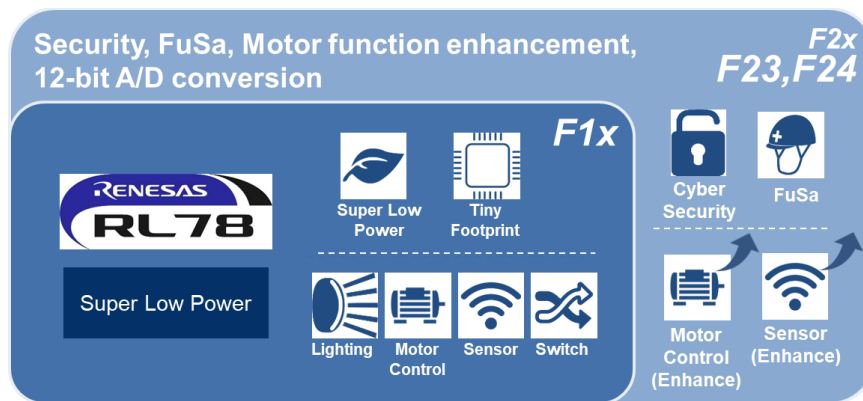 Security, FuSa, Motor function enhancement,
12-bit A/D conversion
F2x
F23,F24
F1x
RENESAS
RL78
Super Low Power
Super Low
Power
Tiny
Footprint
Lighting
Motor
Control
Sensor
Switch
Cyber
Security
FuSa
Motor
Control
(Enhance)
Sensor
(Enhance)